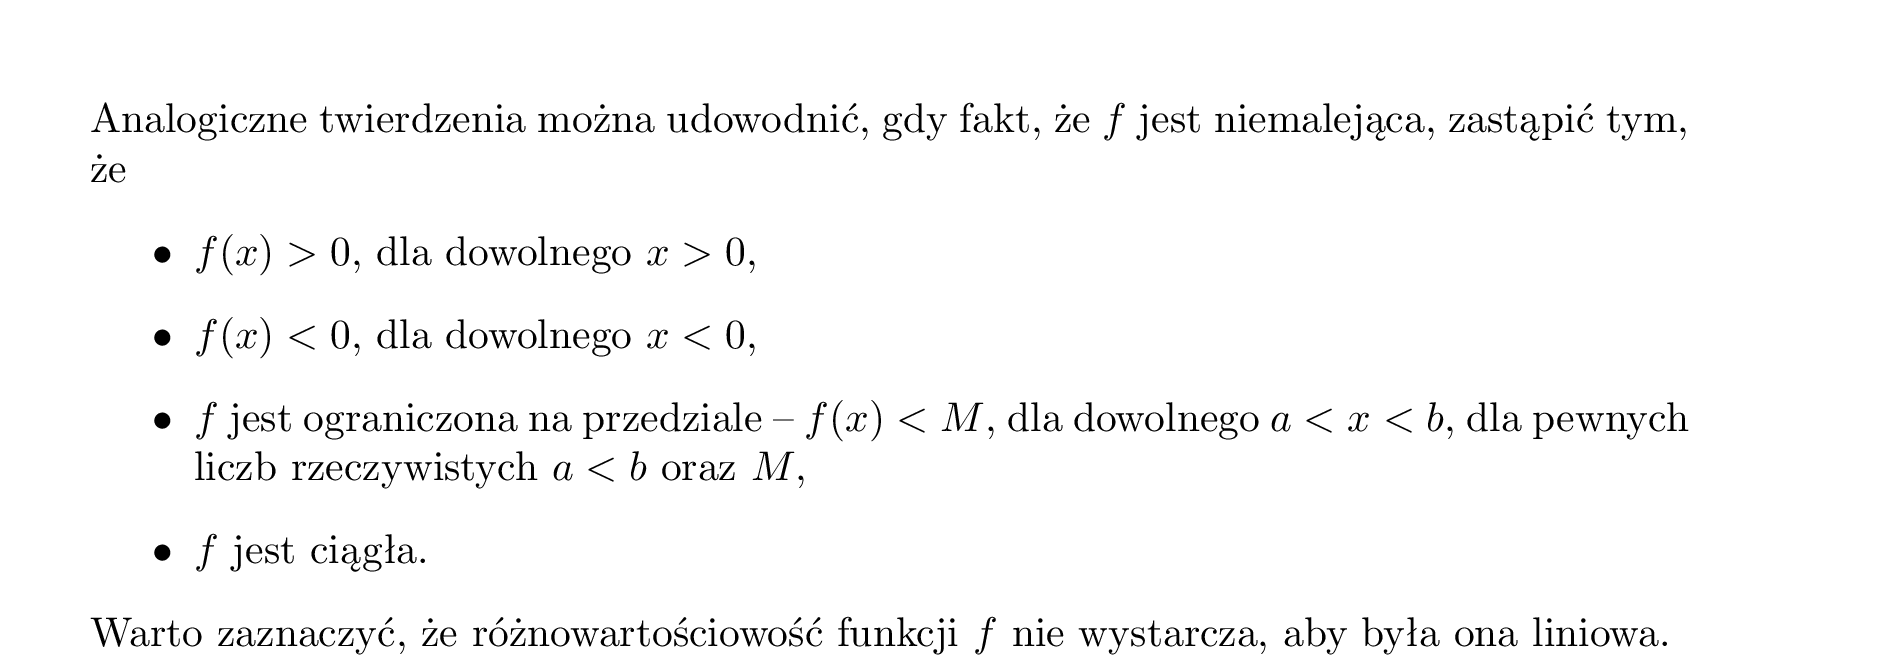 Analogiczne twierdzenia można udowodnić, gdy fakt, że f jest niemalejąca, zastąpić tym,
że
• f(x) > 0, dla dowolnego x > 0,
• f(x) < 0, dla dowolnego x < 0,
• f jest ograniczona na przedziale – f(x) < M, dla dowolnego a < x < b, dla pewnych
liczb rzeczywistych a < b oraz M,
• f jest ciągła.
Warto zaznaczyć, że różnowartościowość funkcji f nie wystarcza, aby była ona liniowa.